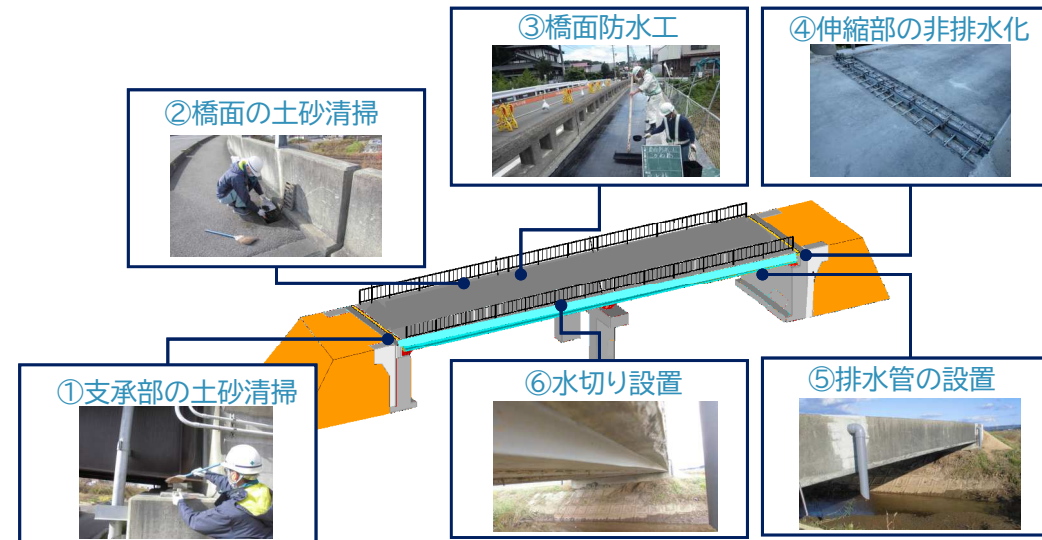 ③橋面防水工
④伸縮部の非排水化
②橋面の土砂清掃
①支承部の土砂清掃
⑥水切り設置
⑤排水管の設置